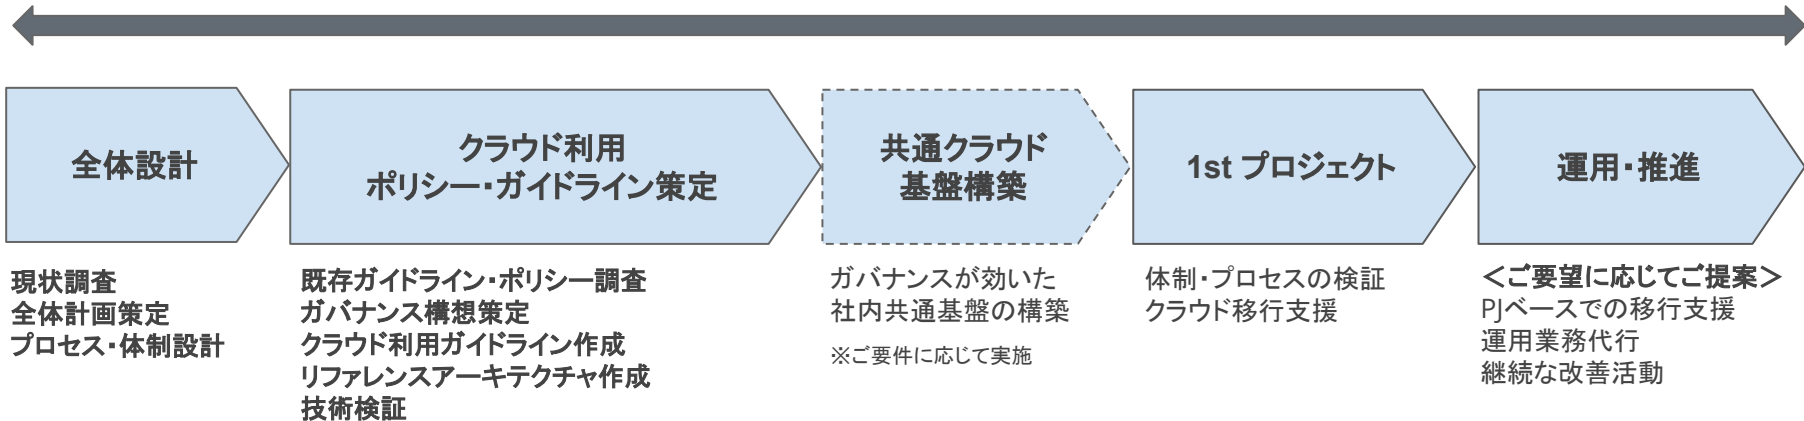 全体設計
クラウド利用
ポリシー・ガイドライン策定
共通クラウド
基盤構築
1st プロジェクト
運用・推進
現状調査
全体計画策定
プロセス・体制設計
既存ガイドライン・ポリシー調査
ガバナンス構想策定
クラウド利用ガイドライン作成
リファレンスアーキテクチャ作成
技術検証
ガバナンスが効いた
社内共通基盤の構築
※ご要件に応じて実施
体制・プロセスの検証
クラウド移行支援
＜ご要望に応じてご提案＞
PJベースでの移行支援
運用業務代行
継続な改善活動